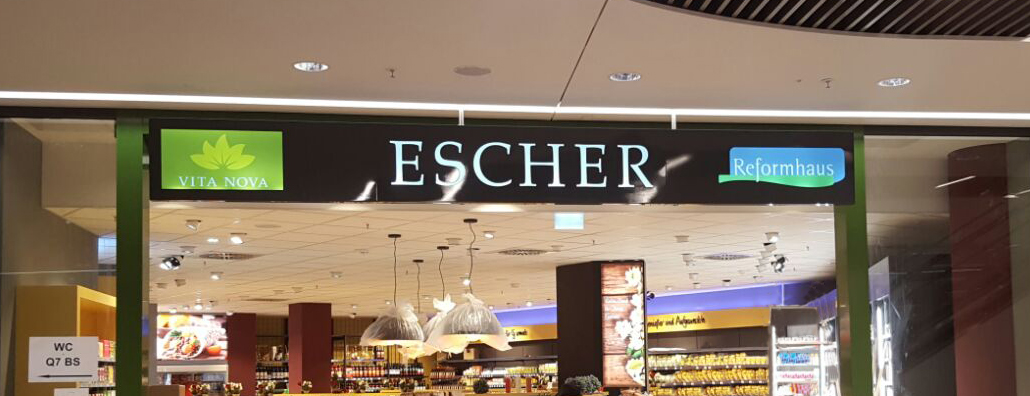 VITA NOVA
ESCHER
Reformhaus
WC
Q7 BS